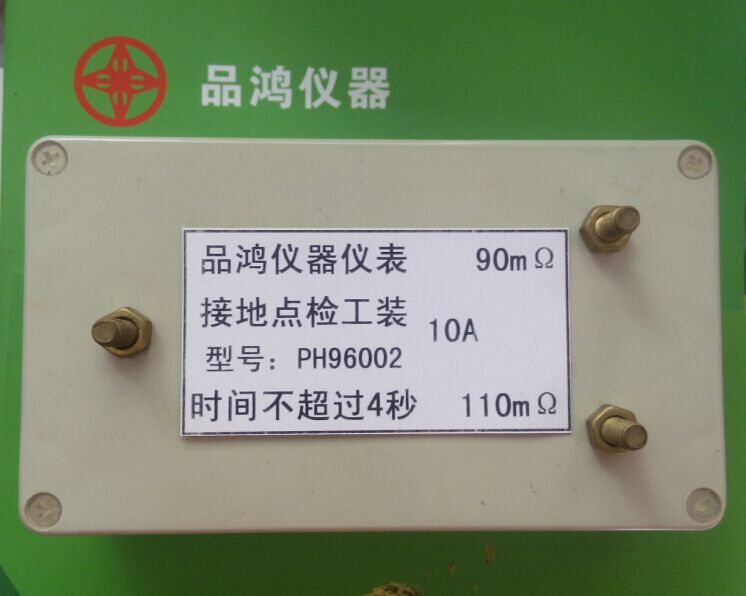 品鸿仪器
品鸿仪器仪表 90mΩ
接地点检工装
10A
型号：PH96002
时间不超过4秒 110mΩ